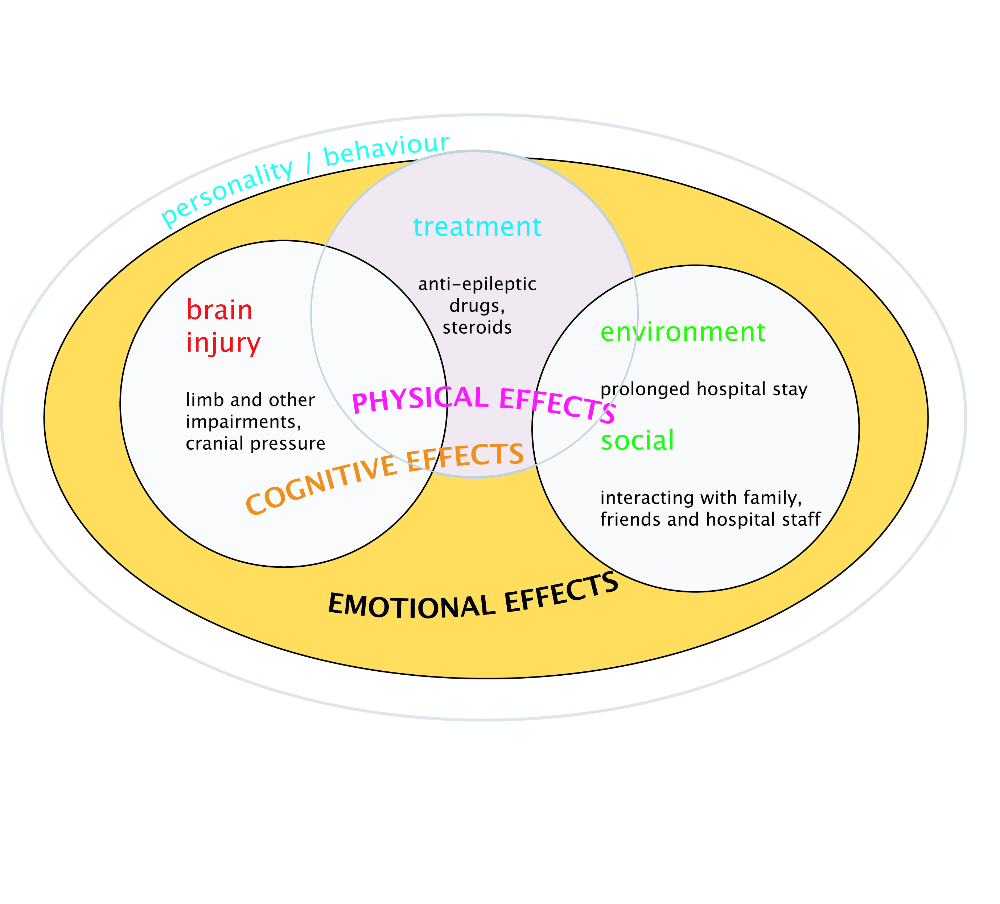 personality / behaviour
treatment
anti-epileptic
drugs,
steroids
brain
injury
limb and other
impairments,
cranial pressure
environment
prolonged hospital stay
social
interacting with family,
friends and hospital staff
PHYSICAL EFFECTS
COGNITIVE EFFECTS
EMOTIONAL EFFECTS